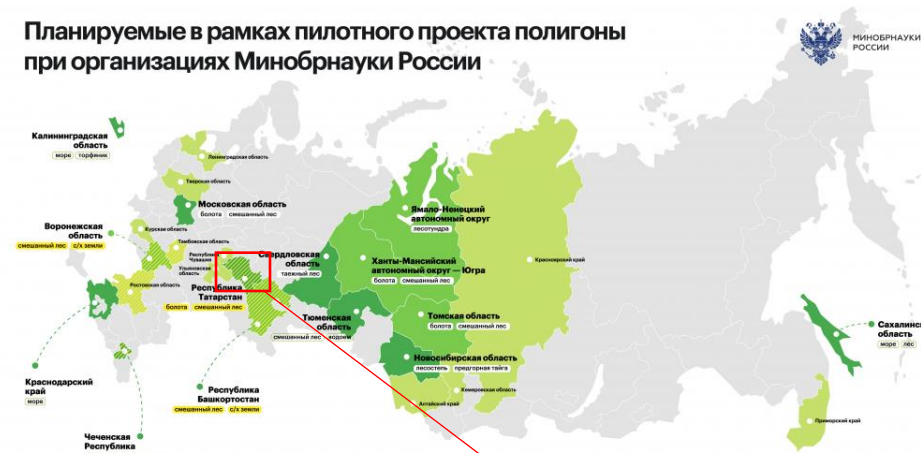 Планируемые в рамках пилотного проекта полигоны
при организациях Минобрнауки России
МИНОБРНАУКИ
РОССИИ
Калининградская
область
море торфяник
Ленинградская область
Тверская область
Московская область
болота смешанный лес
Воронежская
область
смешанный лес с/х земли
Курская область
Тамбовская область
Республика
Чувашия
Ульяновская
область
Ростовская область
Республика
Татарстан
болота смешанный лес
Свердловская
область
таежный лес
Ямало-Ненецкий
автономный округ
лесотундра
Ханты-Мансийский
автономный округ — Югра
болота смешанный лес
Красноярский край
Тюменская
область
смешанный лес водоем
Томская область
болота смешанный лес
Новосибирская область
лесостепь предгорная тайга
Кемеровская область
Алтайский край
Сахалинс
область
море лес
Приморский край
Краснодарский
край
море
Республика
Башкортостан
смешанный лес с/х земли
Чеченская
Республика